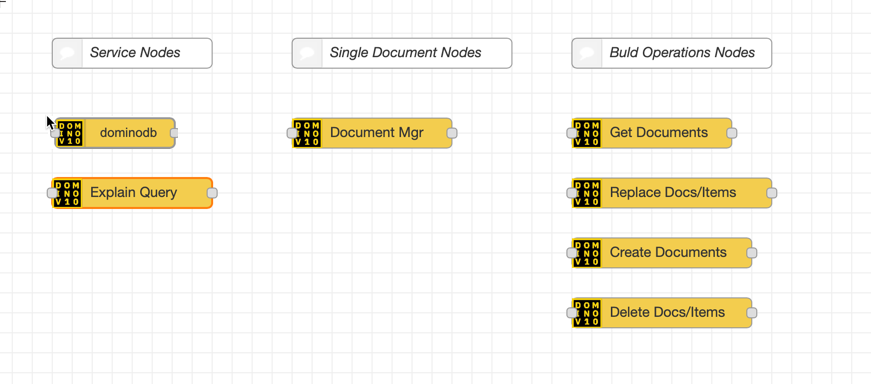 Service Nodes
Single Document Nodes
Buld Operations Nodes
DOM
INO
V10
dominodb
DOM
INO
V10
Document Mgr
DOM
INO
V10
Get Documents
DOM
INO
V10
Explain Query
DOM
INO
V10
Replace Docs/Items
DOM
INO
V10
Create Documents
DOM
INO
V10
Delete Docs/Items